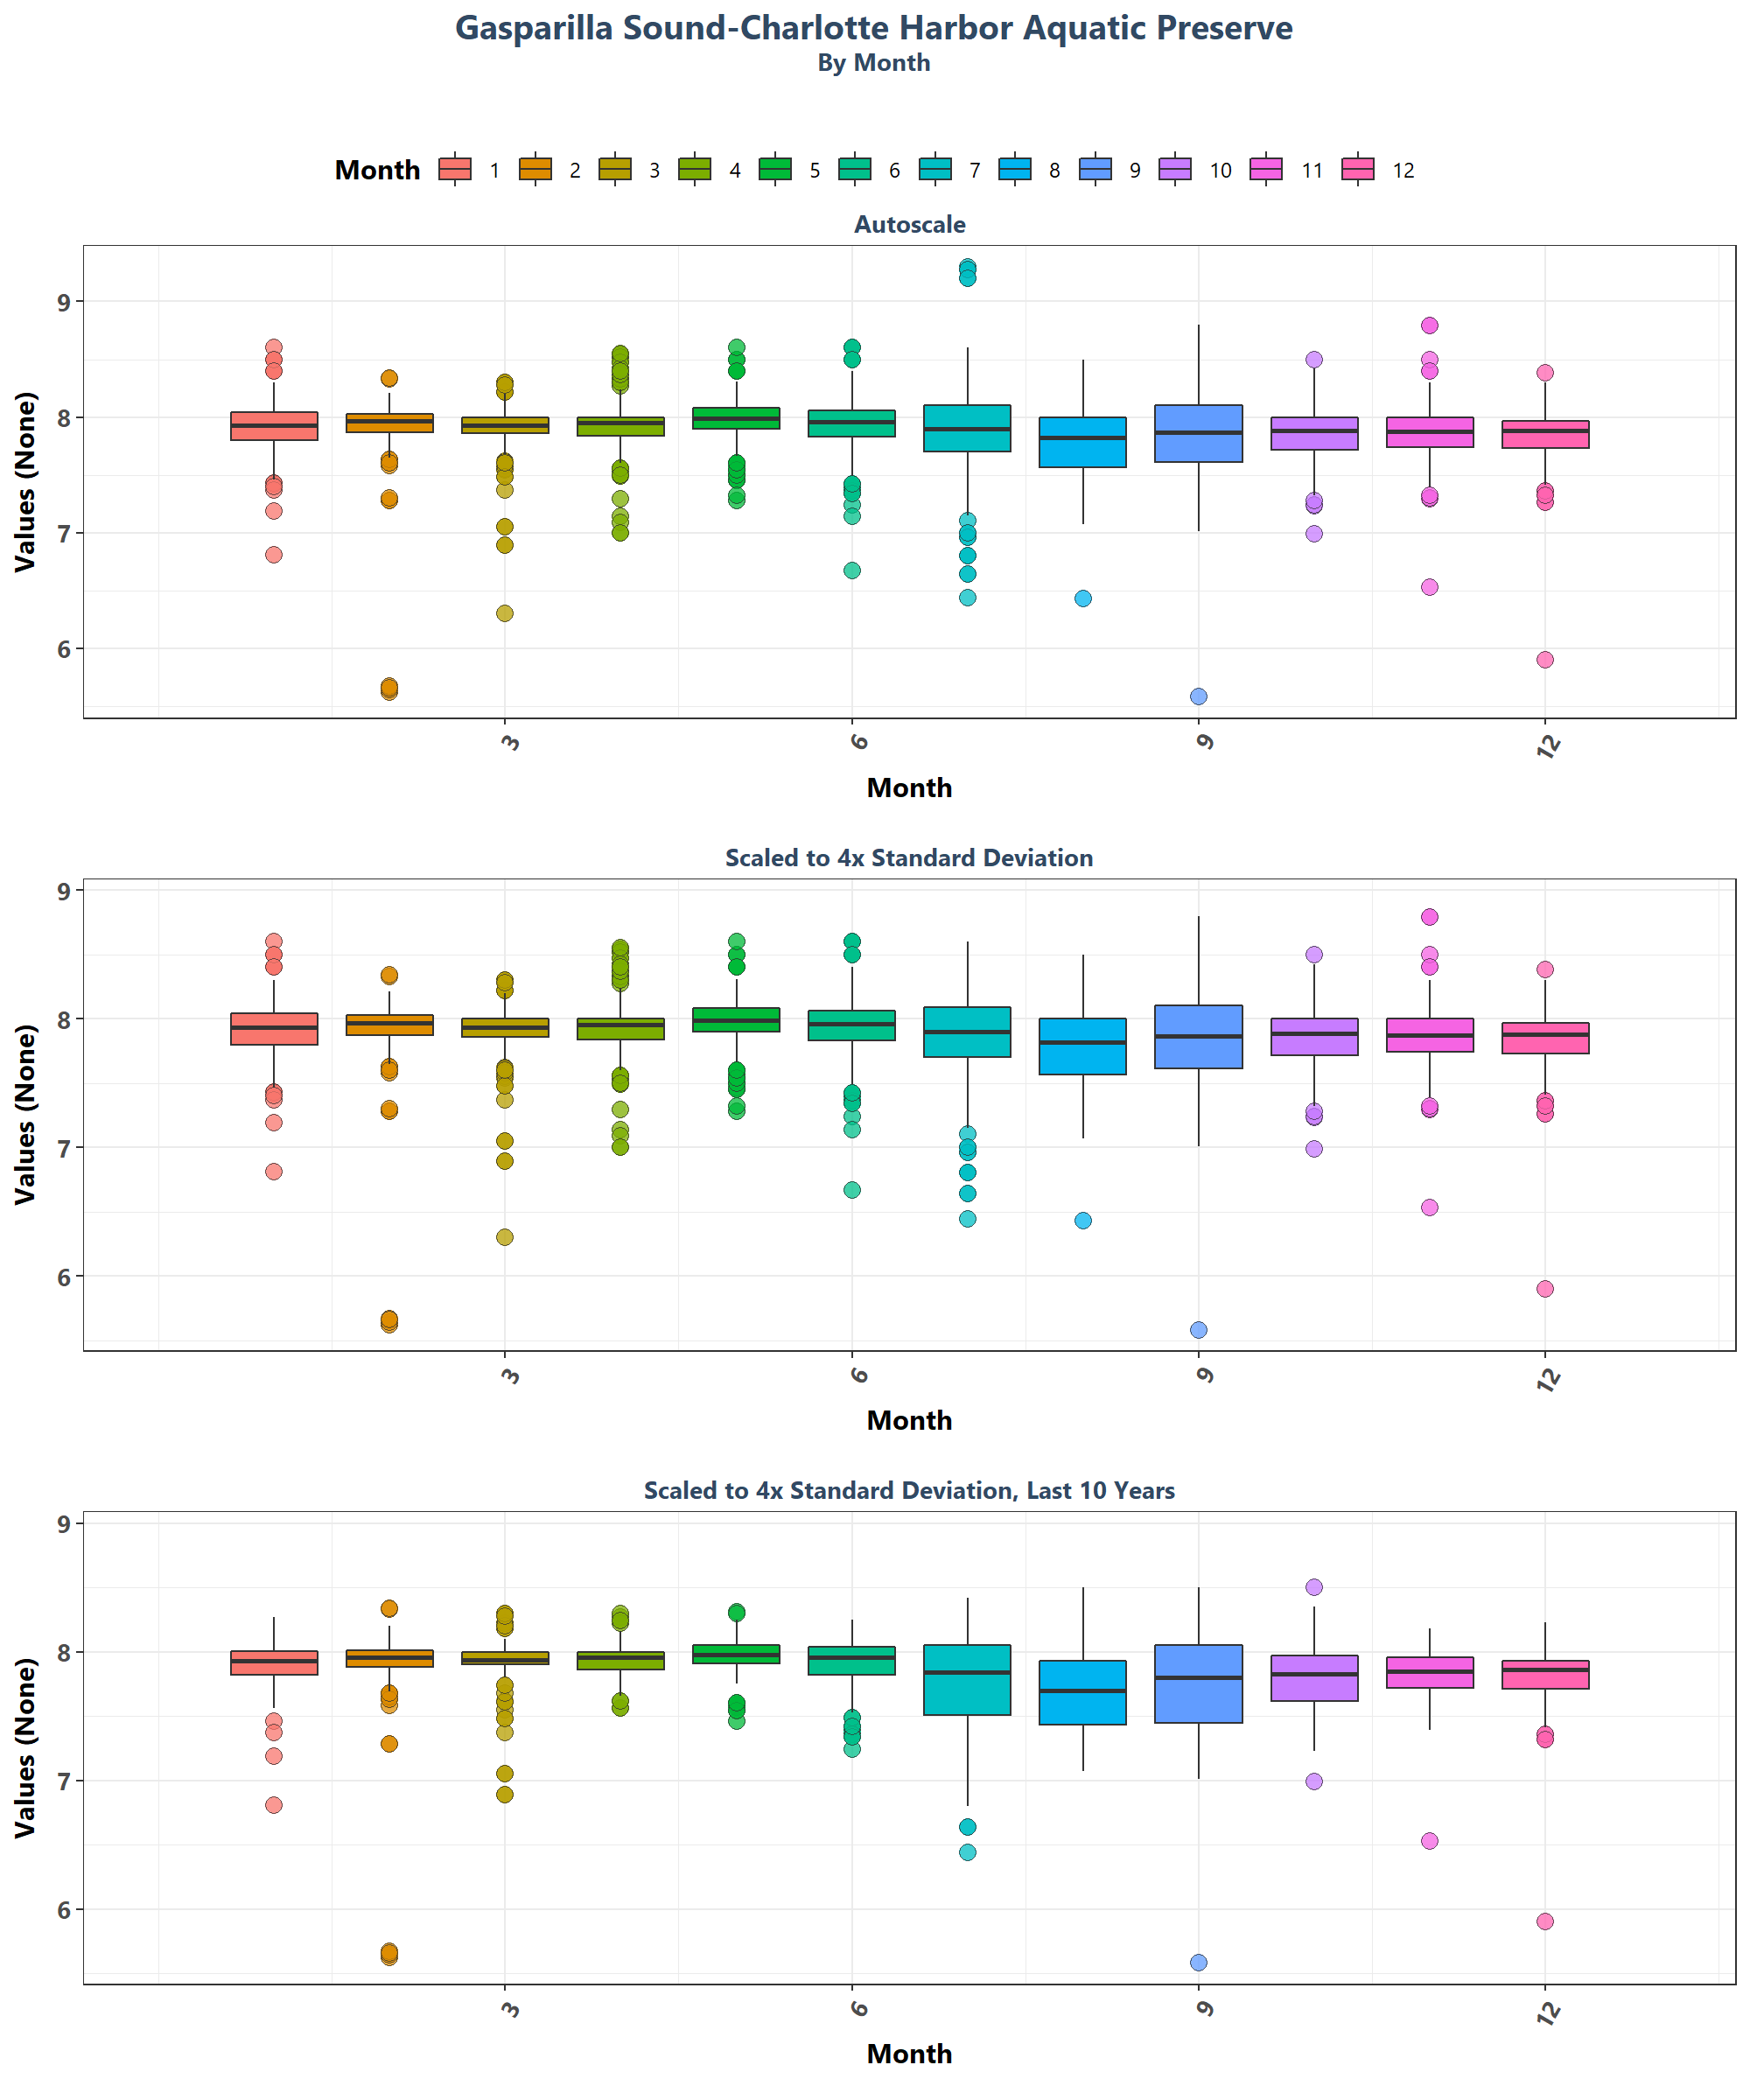 Gasparilla Sound-Charlotte Harbor Aquatic Preserve
By Month
Month 1 2 3 4 5 6 7 8 9 10 11 12
Autoscale
Values (None)
9
8
7
6
3 6 9 12
Month
Scaled to 4x Standard Deviation
Values (None)
9
8
7
6
3 6 9 12
Month
Scaled to 4x Standard Deviation, Last 10 Years
Values (None)
9
8
7
6
3 6 9 12
Month